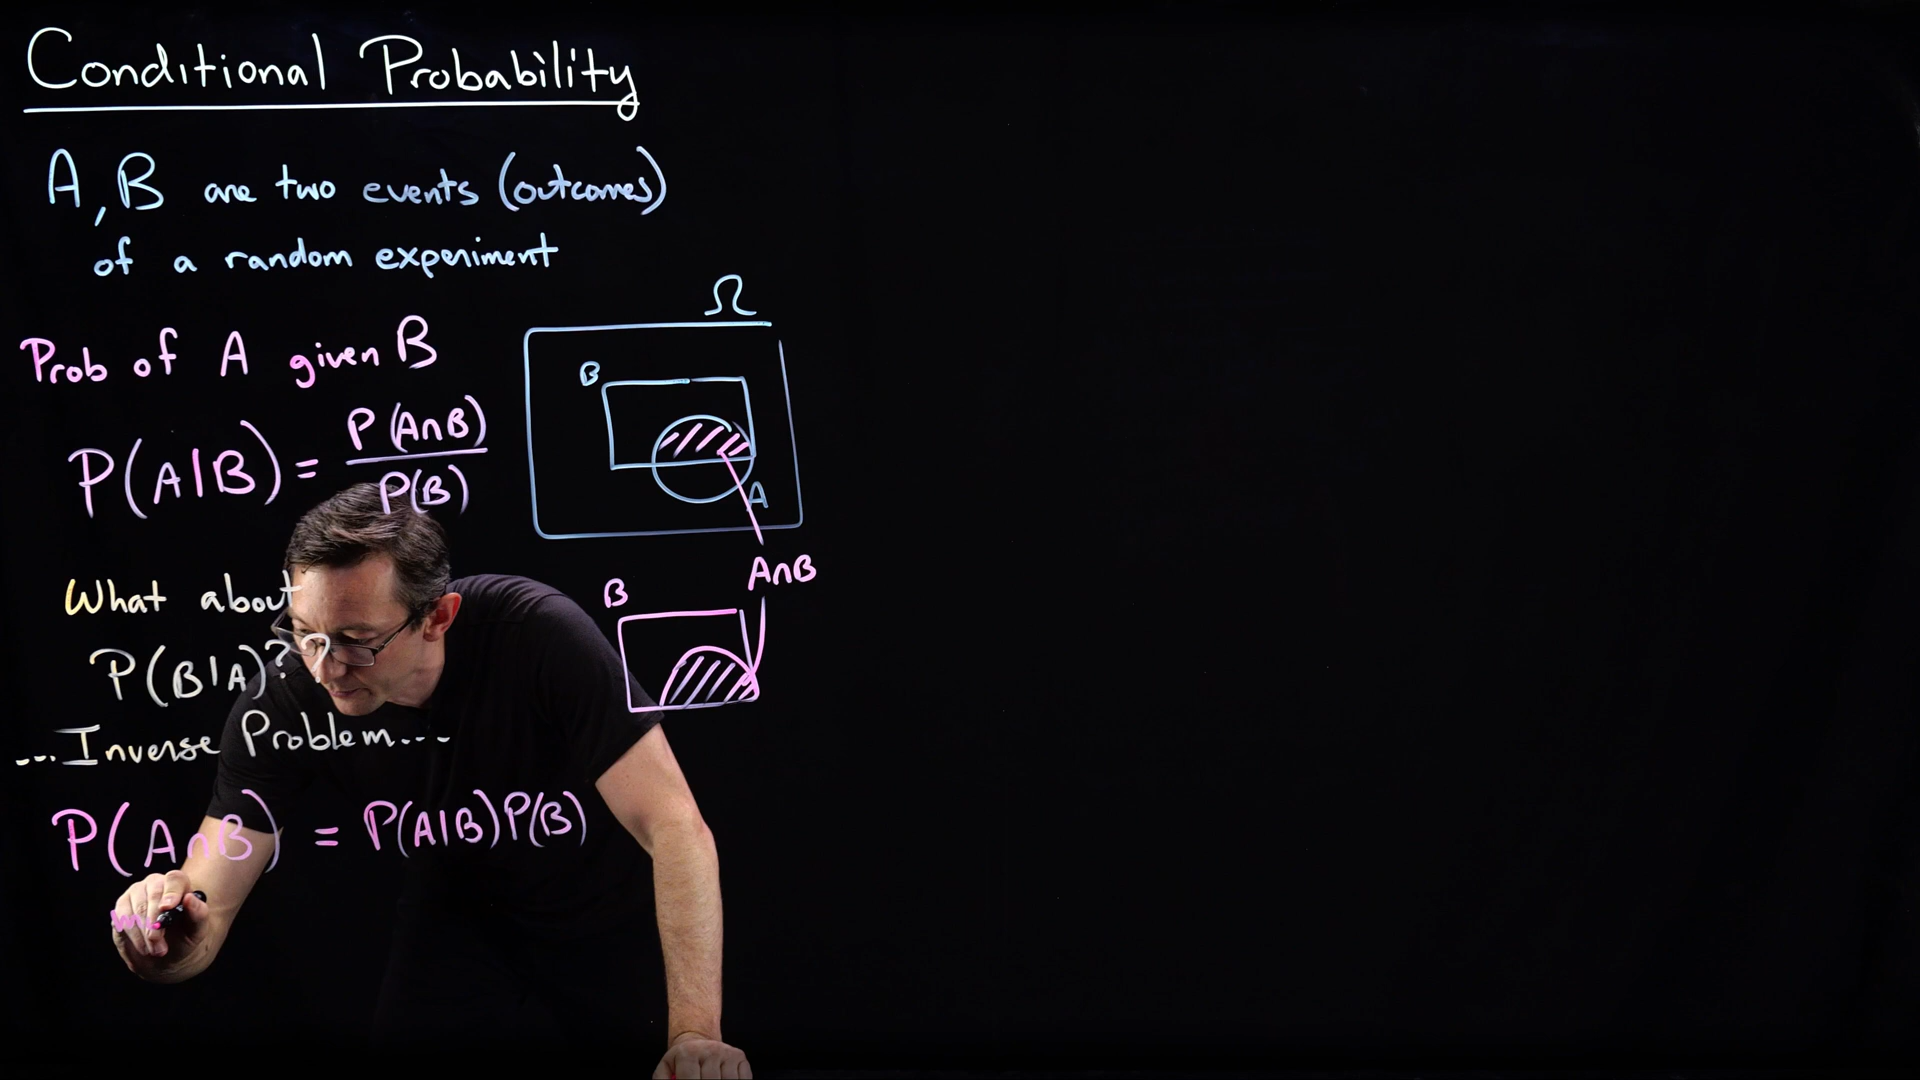 Conditional Probability
A, B are two events (outcomes)
of a random experiment
Ω
Prob of A given B
P(A|B) = P(A∩B) / P(B)
B
A
A∩B
B
What about
P(B|A)??
...Inverse Problem...
P(A∩B) = P(A|B)P(B)